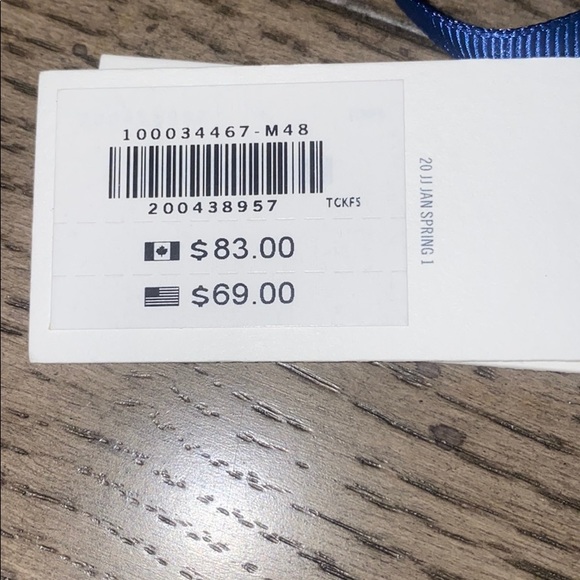 100034467-M48
200438957 TCKFS
$83.00
$69.00
20 JJ JAN SPRING 1